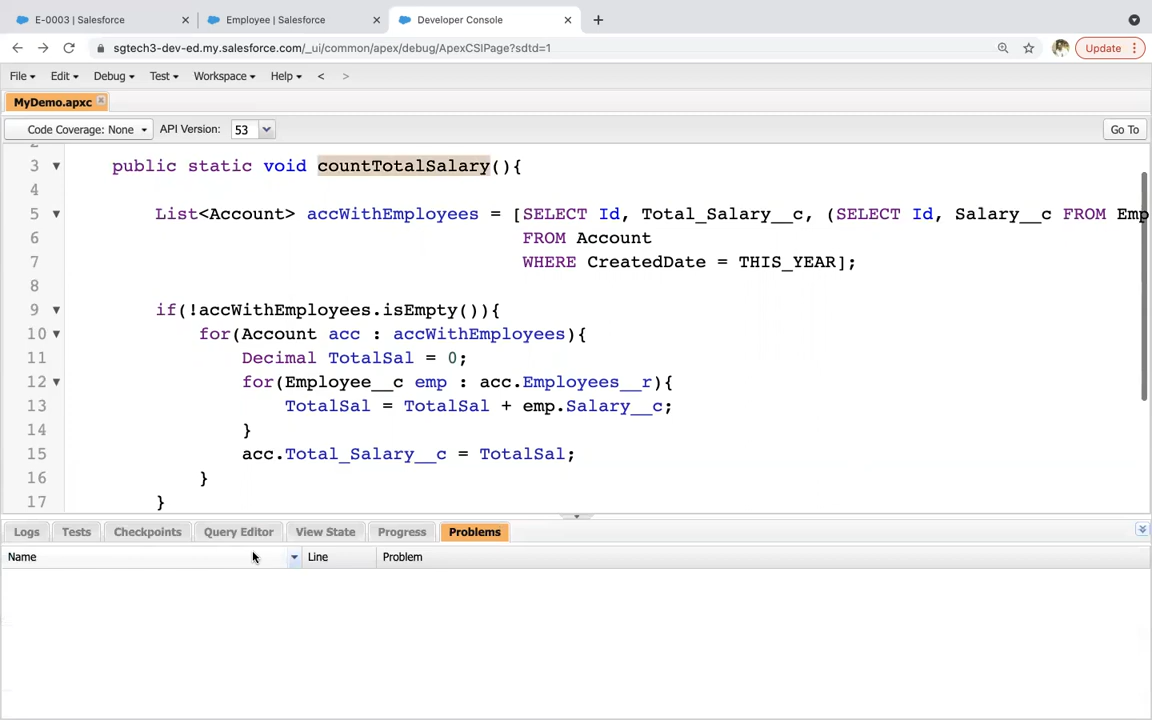 E-0003 | Salesforce
Employee | Salesforce
Developer Console
sgtech3-dev-ed.my.salesforce.com/_ui/common/apex/debug/ApexCSIPage?sdtd=1
Update
File Edit Debug Test Workspace Help < >
MyDemo.apxc
Code Coverage: None API Version: 53 Go To
3 public static void countTotalSalary(){
4
5 List<Account> accWithEmployees = [SELECT Id, Total_Salary__c, (SELECT Id, Salary__c FROM Emp
6 FROM Account
7 WHERE CreatedDate = THIS_YEAR];
8
9 if(!accWithEmployees.isEmpty()){
10 for(Account acc : accWithEmployees){
11 Decimal TotalSal = 0;
12 for(Employee__c emp : acc.Employees__r){
13 TotalSal = TotalSal + emp.Salary__c;
14 }
15 acc.Total_Salary__c = TotalSal;
16 }
17 }
Logs Tests Checkpoints Query Editor View State Progress Problems
Name Line Problem